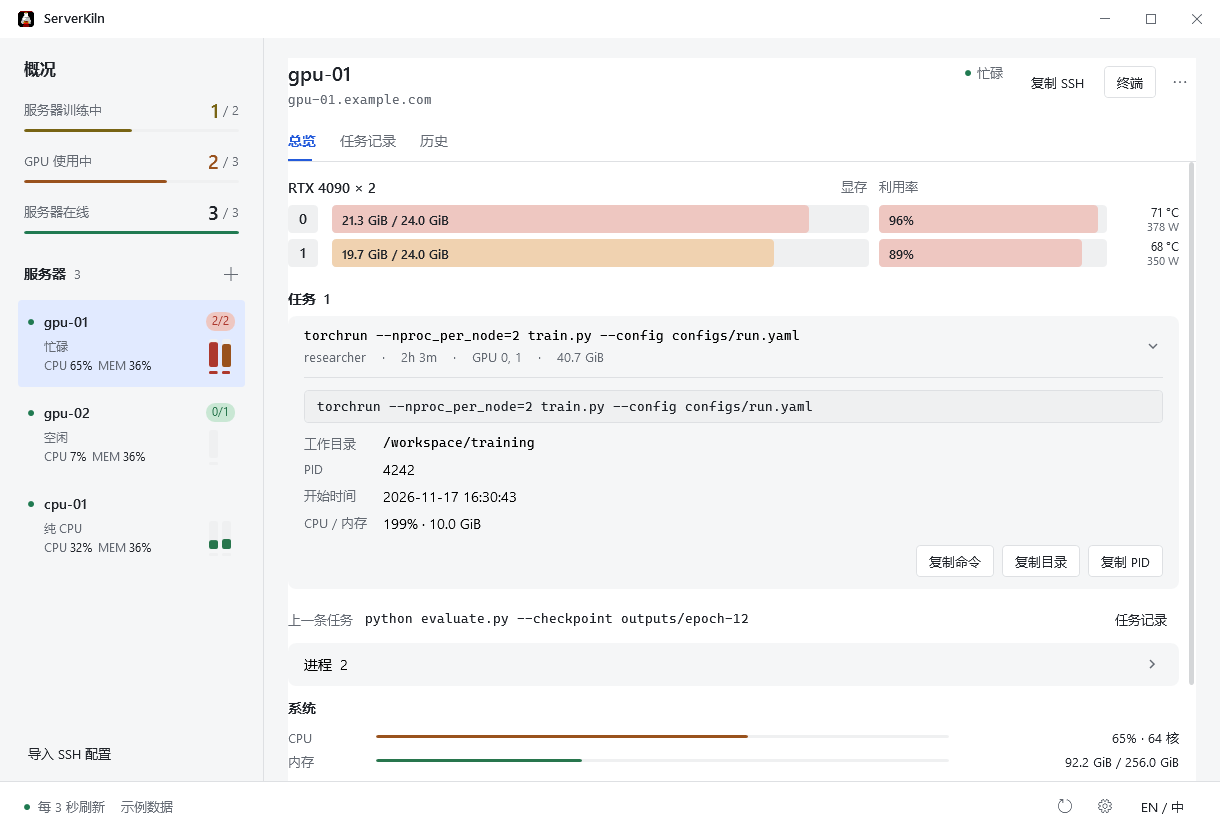 ServerKiln
概况
服务器训练中 1 / 2
GPU 使用中 2 / 3
服务器在线 3 / 3
服务器 3
gpu-01 2/2
忙碌
CPU 65% MEM 36%
gpu-02 0/1
空闲
CPU 7% MEM 36%
cpu-01
纯 CPU
CPU 32% MEM 36%
导入 SSH 配置
gpu-01
gpu-01.example.com
忙碌 复制 SSH 终端 ···
总览 任务记录 历史
RTX 4090 × 2 显存 利用率
0 21.3 GiB / 24.0 GiB 96% 71 °C
378 W
1 19.7 GiB / 24.0 GiB 89% 68 °C
350 W
任务 1
torchrun --nproc_per_node=2 train.py --config configs/run.yaml
researcher · 2h 3m · GPU 0, 1 · 40.7 GiB
torchrun --nproc_per_node=2 train.py --config configs/run.yaml
工作目录 /workspace/training
PID 4242
开始时间 2026-11-17 16:30:43
CPU / 内存 199% · 10.0 GiB
复制命令 复制目录 复制 PID
上一条任务 python evaluate.py --checkpoint outputs/epoch-12 任务记录
进程 2
系统
CPU 65% · 64 核
内存 92.2 GiB / 256.0 GiB
每 3 秒刷新 示例数据 EN / 中